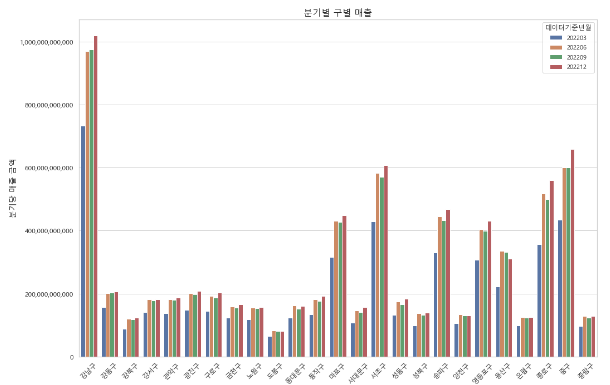 분기별 구별 매출
데이터기준년월
202203
202206
202209
202212
분기당 매출 금액
1,000,000,000,000
800,000,000,000
600,000,000,000
400,000,000,000
200,000,000,000
0
강남구 강동구 강북구 강서구 관악구 광진구 구로구 금천구 노원구 도봉구 동대문구 동작구 마포구 서대문구 서초구 성동구 성북구 송파구 양천구 영등포구 용산구 은평구 종로구 중구 중랑구